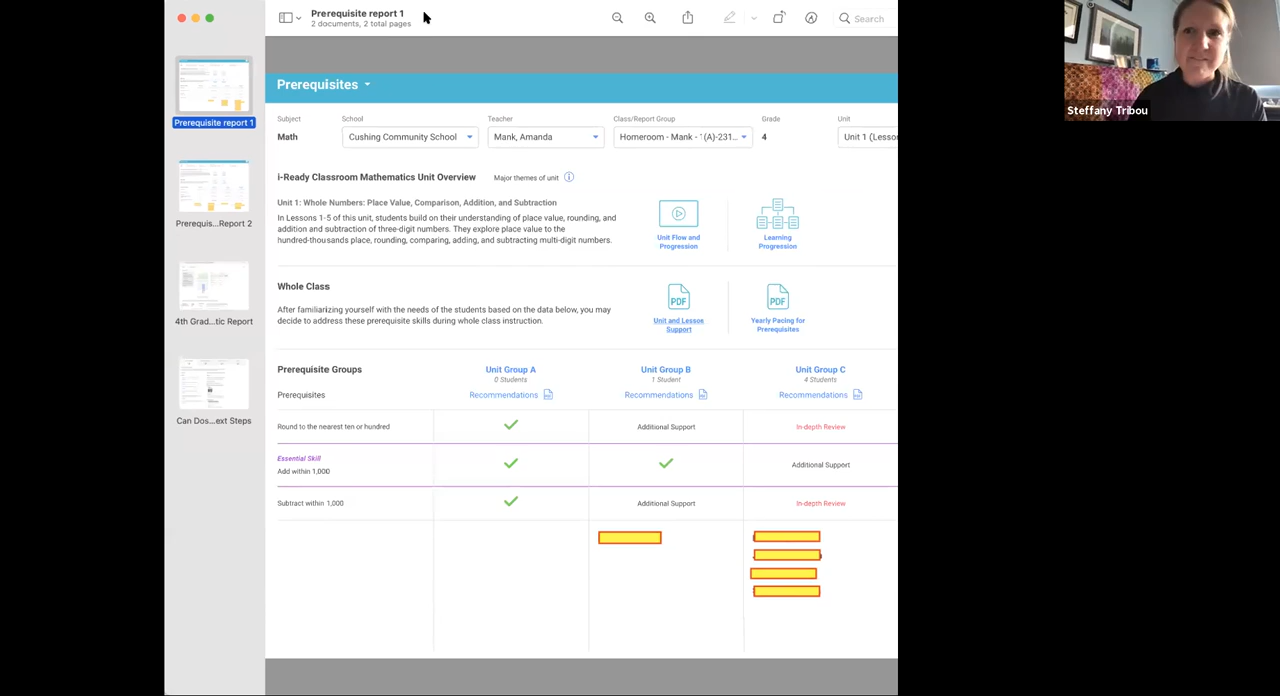 Prerequisite report 1
2 documents, 2 total pages
Search
Steffany Tribou
Prerequisite report 1
Prerequis...Report 2
4th Grad...tic Report
Can Dos...ext Steps
Prerequisites
Subject School Teacher Class/Report Group Grade Unit
Math Cushing Community School Mank, Amanda Homeroom - Mank - 1(A)-231... 4 Unit 1 (Lesso
i-Ready Classroom Mathematics Unit Overview Major themes of unit
Unit 1: Whole Numbers: Place Value, Comparison, Addition, and Subtraction
In Lessons 1-5 of this unit, students build on their understanding of place value, rounding, and
addition and subtraction of three-digit numbers. They explore place value to the
hundred-thousands place, rounding, comparing, adding, and subtracting multi-digit numbers.
Unit Flow and
Progression
Learning
Progression
Whole Class
After familiarizing yourself with the needs of the students based on the data below, you may
decide to address these prerequisite skills during whole class instruction.
PDF
Unit and Lesson
Support
PDF
Yearly Pacing for
Prerequisites
Prerequisite Groups Unit Group A Unit Group B Unit Group C
0 Students 1 Student 4 Students
Prerequisites Recommendations Recommendations Recommendations
Round to the nearest ten or hundred Additional Support In-depth Review
Essential Skill
Add within 1,000 Additional Support
Subtract within 1,000 Additional Support In-depth Review